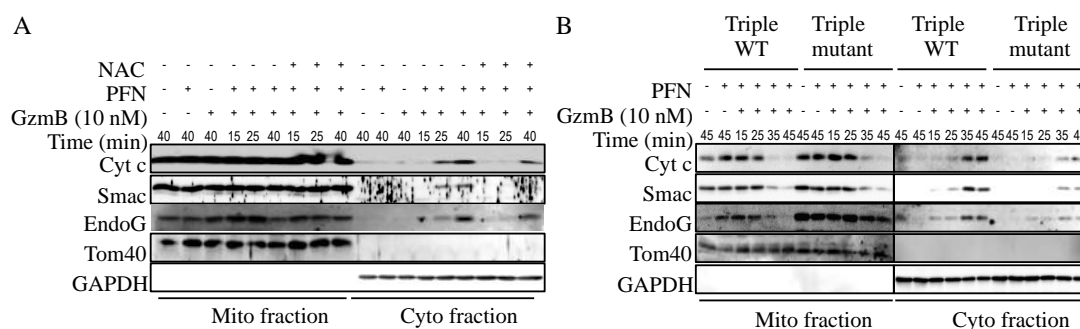 A
NAC - - - - - - + + + - - - - - - + + +
PFN - + - + + + + + + - + - + + + + + +
GzmB (10 nM) - - + + + + + + + - - + + + + + + +
Time (min) 40 40 40 15 25 40 15 25 40 40 40 40 15 25 40 15 25 40
Cyt c
Smac
EndoG
Tom40
GAPDH
Mito fraction
Cyto fraction
B
Triple WT
Triple mutant
Triple WT
Triple mutant
PFN - + + + + + - + + + + + - + + + + + - + + + + +
GzmB (10 nM) - - + + + + - - + + + + - - + + + + - - + + + +
Time (min) 45 45 15 25 35 45 45 45 15 25 35 45 45 45 15 25 35 45 45 45 15 25 35
Cyt c
Smac
EndoG
Tom40
GAPDH
Mito fraction
Cyto fraction